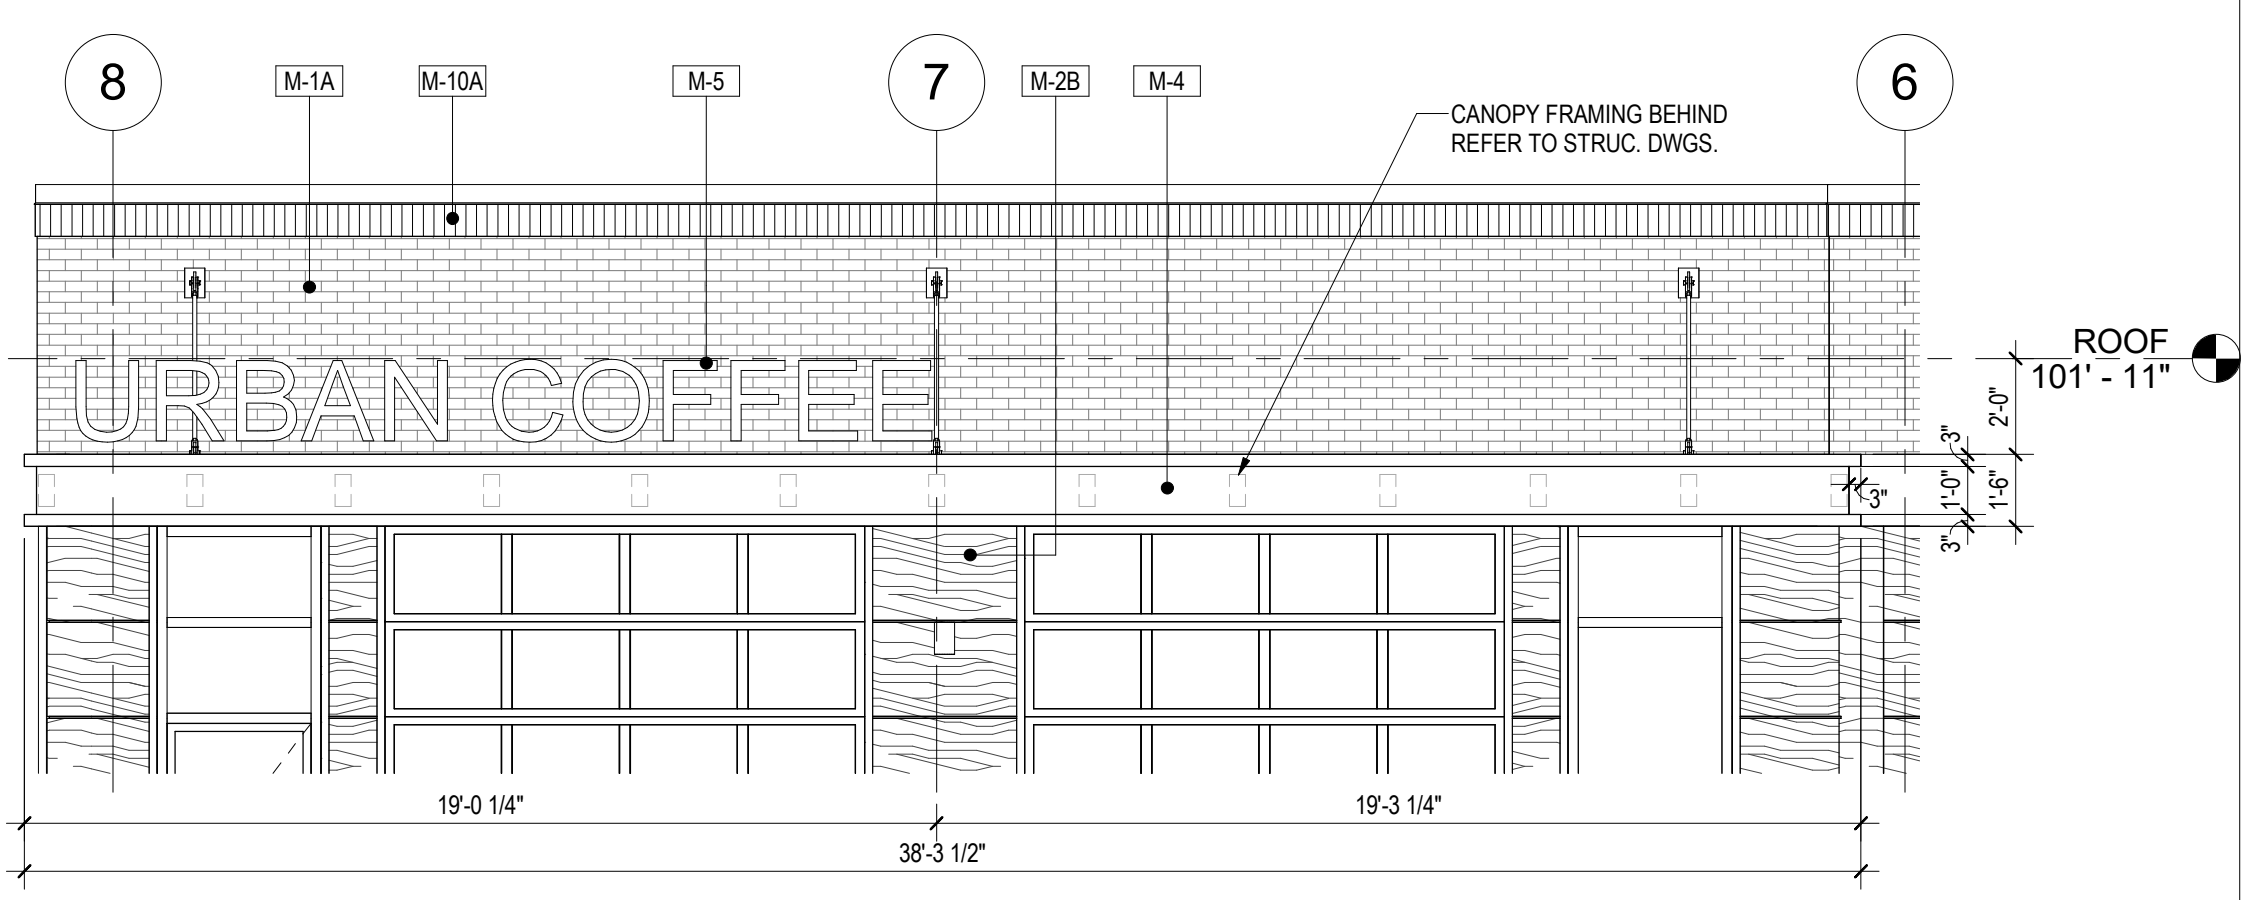 8
M-1A
M-10A
M-5
7
M-2B
M-4
6
CANOPY FRAMING BEHIND
REFER TO STRUC. DWGS.
ROOF
101' - 11"
URBAN COFFEE
2'-0"
3"
1'-0"
1'-6"
3"
3"
19'-0 1/4"
19'-3 1/4"
38'-3 1/2"